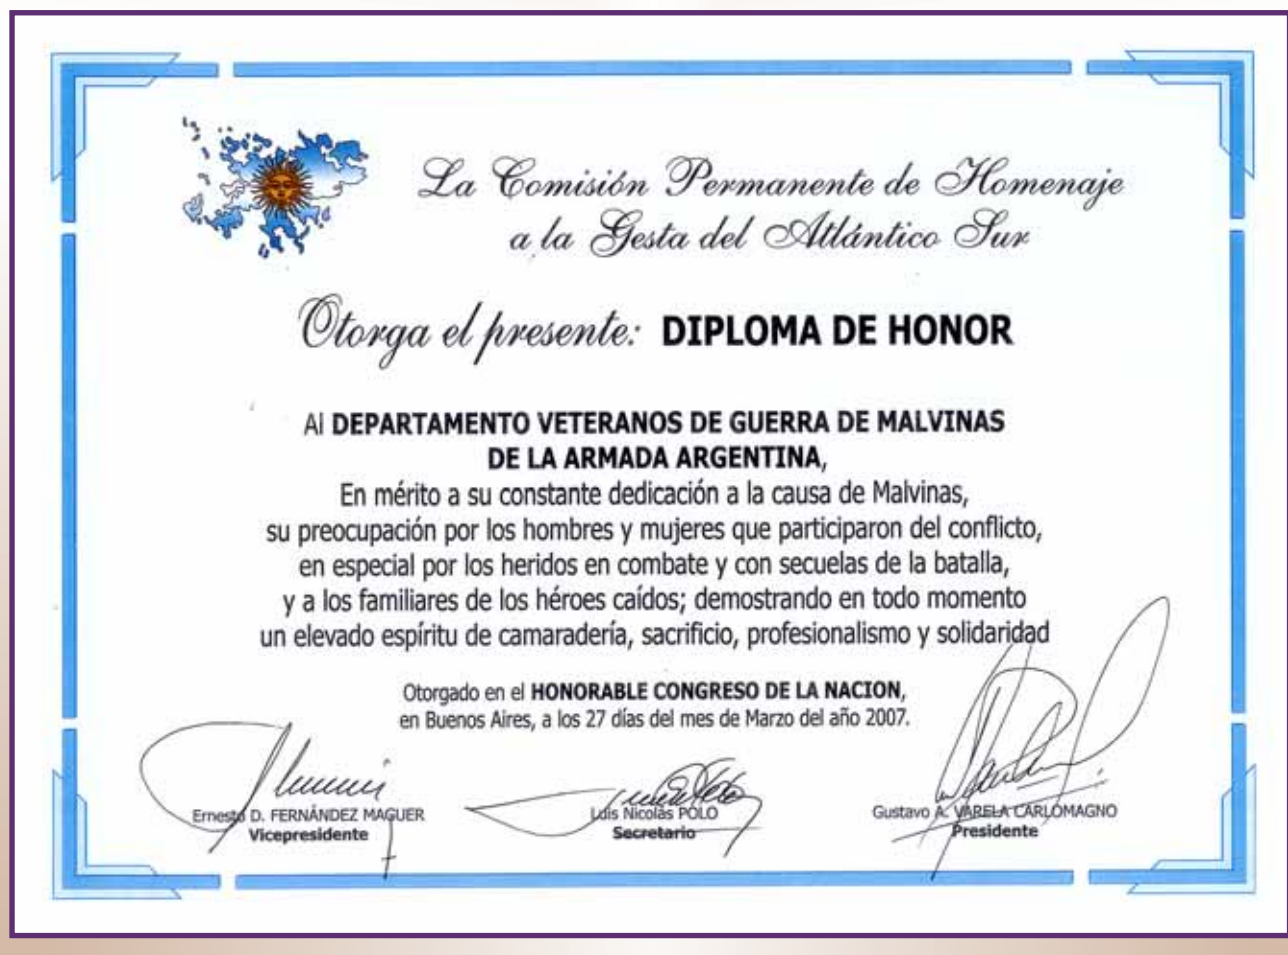 La Comisión Permanente de Homenaje
a la Gesta del Atlántico Sur
Otorga el presente: DIPLOMA DE HONOR
Al DEPARTAMENTO VETERANOS DE GUERRA DE MALVINAS
DE LA ARMADA ARGENTINA,
En mérito a su constante dedicación a la causa de Malvinas,
su preocupación por los hombres y mujeres que participaron del conflicto,
en especial por los heridos en combate y con secuelas de la batalla,
y a los familiares de los héroes caídos; demostrando en todo momento
un elevado espíritu de camaradería, sacrificio, profesionalismo y solidaridad
Otorgado en el HONORABLE CONGRESO DE LA NACION,
en Buenos Aires, a los 27 días del mes de Marzo del año 2007.
Ernesto D. FERNÁNDEZ MAGUER
Vicepresidente
Luis Nicolás POLO
Secretario
Gustavo A. VARELA CARLOMAGNO
Presidente